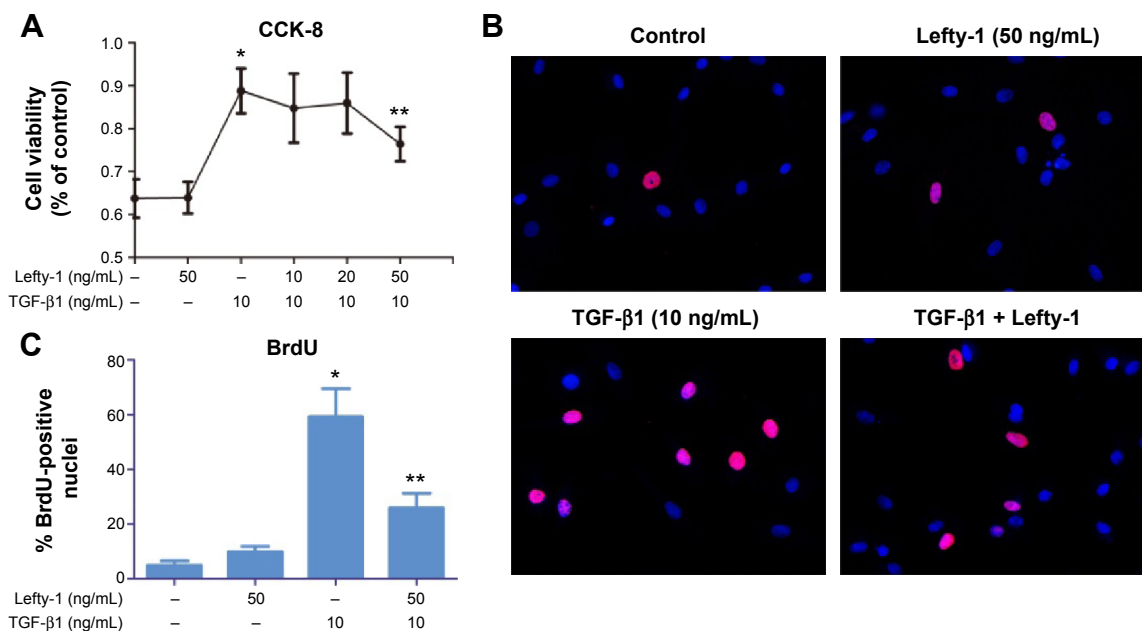 A
CCK-8
Cell viability
(% of control)
1.0
0.9
0.8
0.7
0.6
0.5
*
**
Lefty-1 (ng/mL) – 50 – 10 20 50
TGF-β1 (ng/mL) – – 10 10 10 10
B
Control
Lefty-1 (50 ng/mL)
TGF-β1 (10 ng/mL)
TGF-β1 + Lefty-1
C
BrdU
% BrdU-positive
nuclei
80
60
40
20
0
*
**
Lefty-1 (ng/mL) – 50 – 50
TGF-β1 (ng/mL) – – 10 10